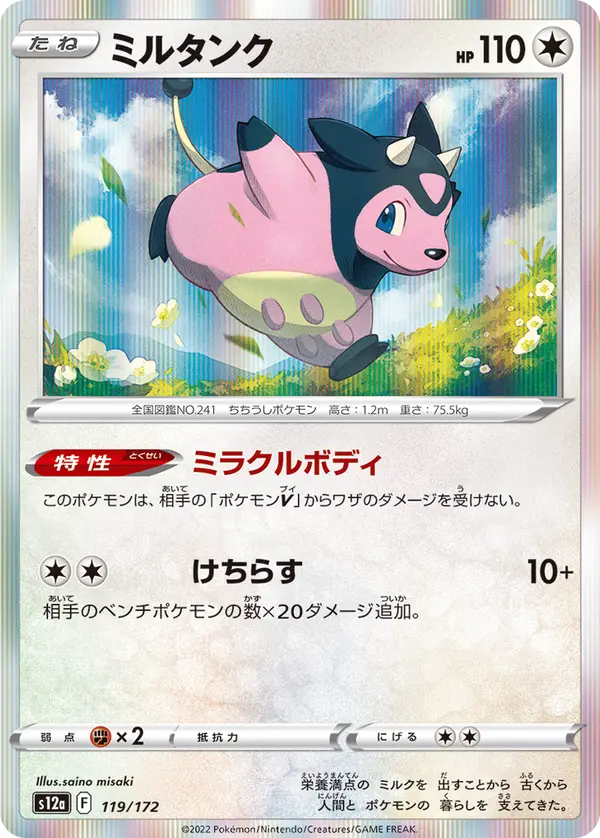 たね ミルタンク HP 110
全国図鑑NO.241 ちちうしポケモン 高さ：1.2m 重さ：75.5kg
特性 とくせい ミラクルボディ
このポケモンは、相手の「ポケモンV」からワザのダメージを受けない。
けちらす 10+
相手のベンチポケモンの数×20ダメージ追加。
弱点 ×2 抵抗力 にげる
Illus.saino misaki
s12a F 119/172
栄養満点の ミルクを 出すことから 古くから
人間と ポケモンの 暮らしを 支えてきた。
©2022 Pokémon/Nintendo/Creatures/GAME FREAK.